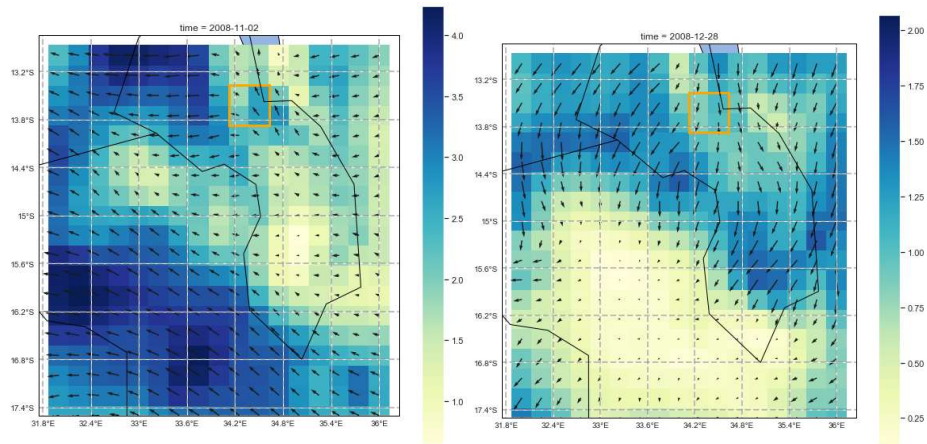 time = 2008-11-02
13.2°S
13.8°S
14.4°S
15°S
15.6°S
16.2°S
16.8°S
17.4°S
31.8°E 32.4°E 33°E 33.6°E 34.2°E 34.8°E 35.4°E 36°E
4.0
3.5
3.0
2.5
2.0
1.5
1.0
time = 2008-12-28
13.2°S
13.8°S
14.4°S
15°S
15.6°S
16.2°S
16.8°S
17.4°S
31.8°E 32.4°E 33°E 33.6°E 34.2°E 34.8°E 35.4°E 36°E
2.00
1.75
1.50
1.25
1.00
0.75
0.50
0.25